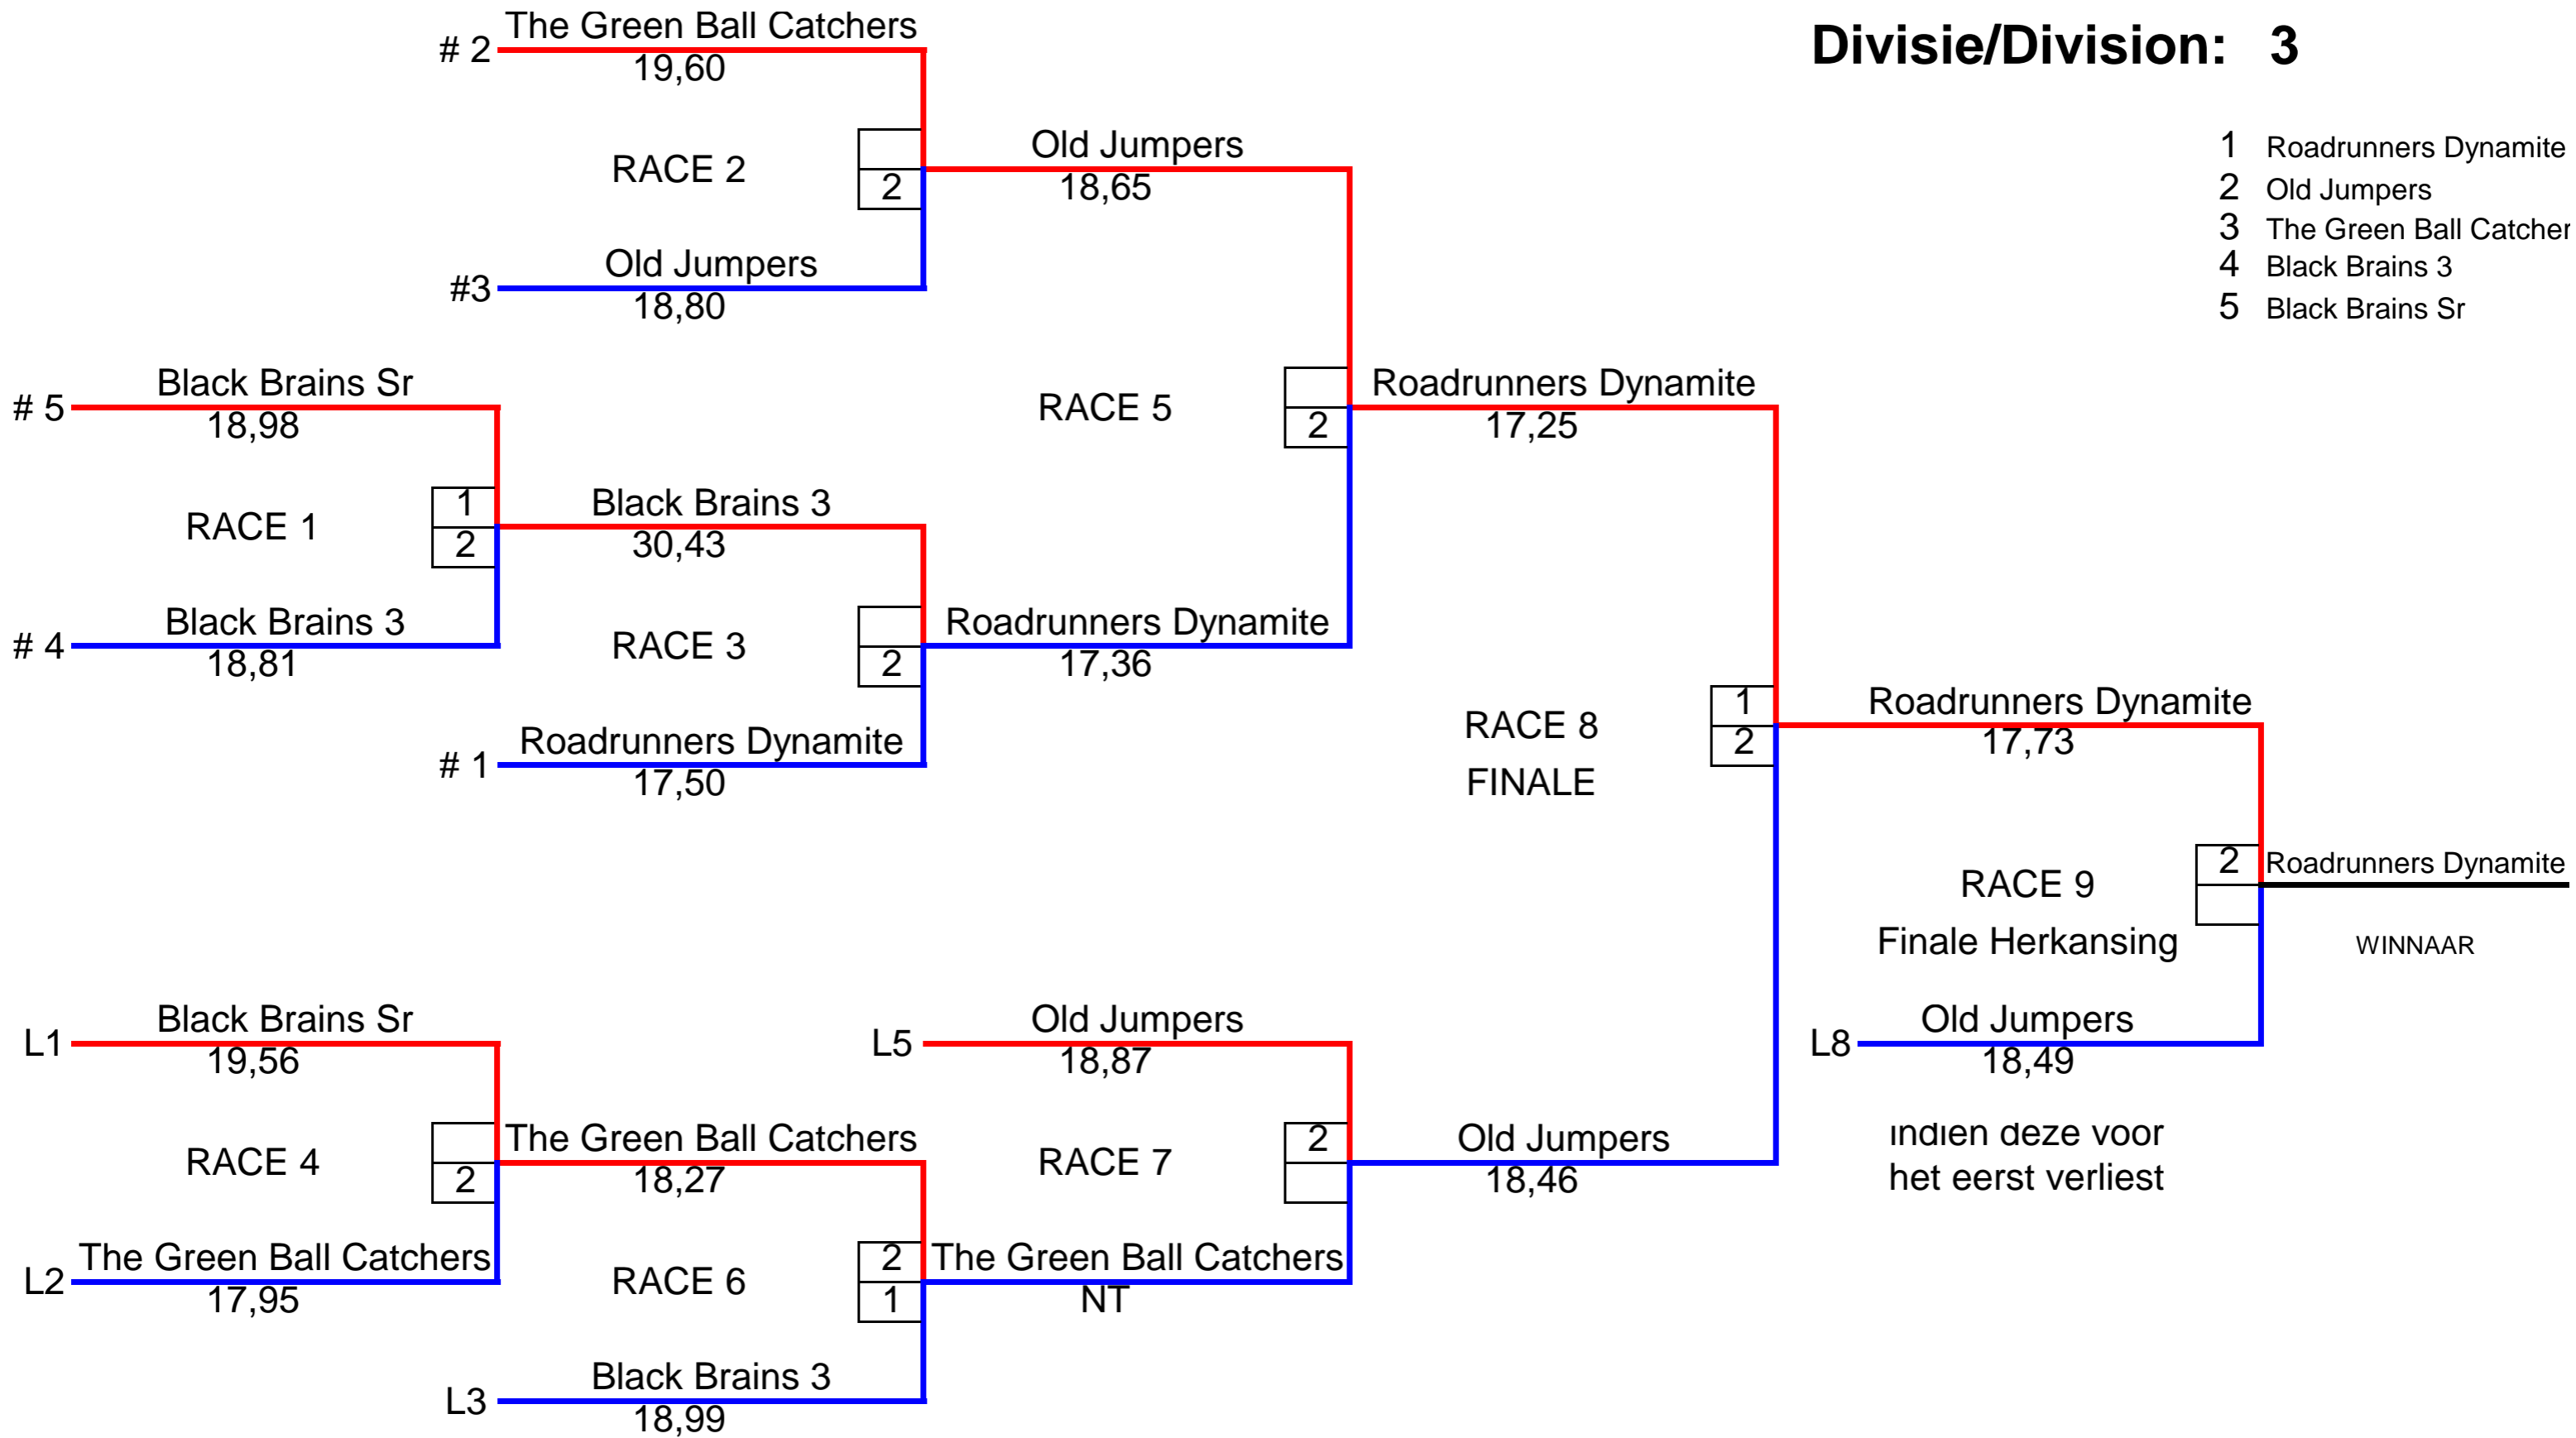 The Green Ball Catchers
# 2
19,60
Divisie/Division: 3
RACE 2
2
Old Jumpers
18,65
#3
Old Jumpers
18,80
1 Roadrunners Dynamite
2 Old Jumpers
3 The Green Ball Catcher
4 Black Brains 3
5 Black Brains Sr
# 5
Black Brains Sr
18,98
RACE 1
1
2
# 4
Black Brains 3
18,81
Black Brains 3
30,43
RACE 3
2
# 1
Roadrunners Dynamite
17,50
RACE 5
2
Roadrunners Dynamite
17,36
Roadrunners Dynamite
17,25
RACE 8
FINALE
1
2
Roadrunners Dynamite
17,73
RACE 9
Finale Herkansing
2
Roadrunners Dynamite
WINNAAR
L8
Old Jumpers
18,49
indien deze voor
het eerst verliest
L1
Black Brains Sr
19,56
RACE 4
2
L2
The Green Ball Catchers
17,95
The Green Ball Catchers
18,27
RACE 6
2
1
L3
Black Brains 3
18,99
L5
Old Jumpers
18,87
RACE 7
2
The Green Ball Catchers
NT
Old Jumpers
18,46